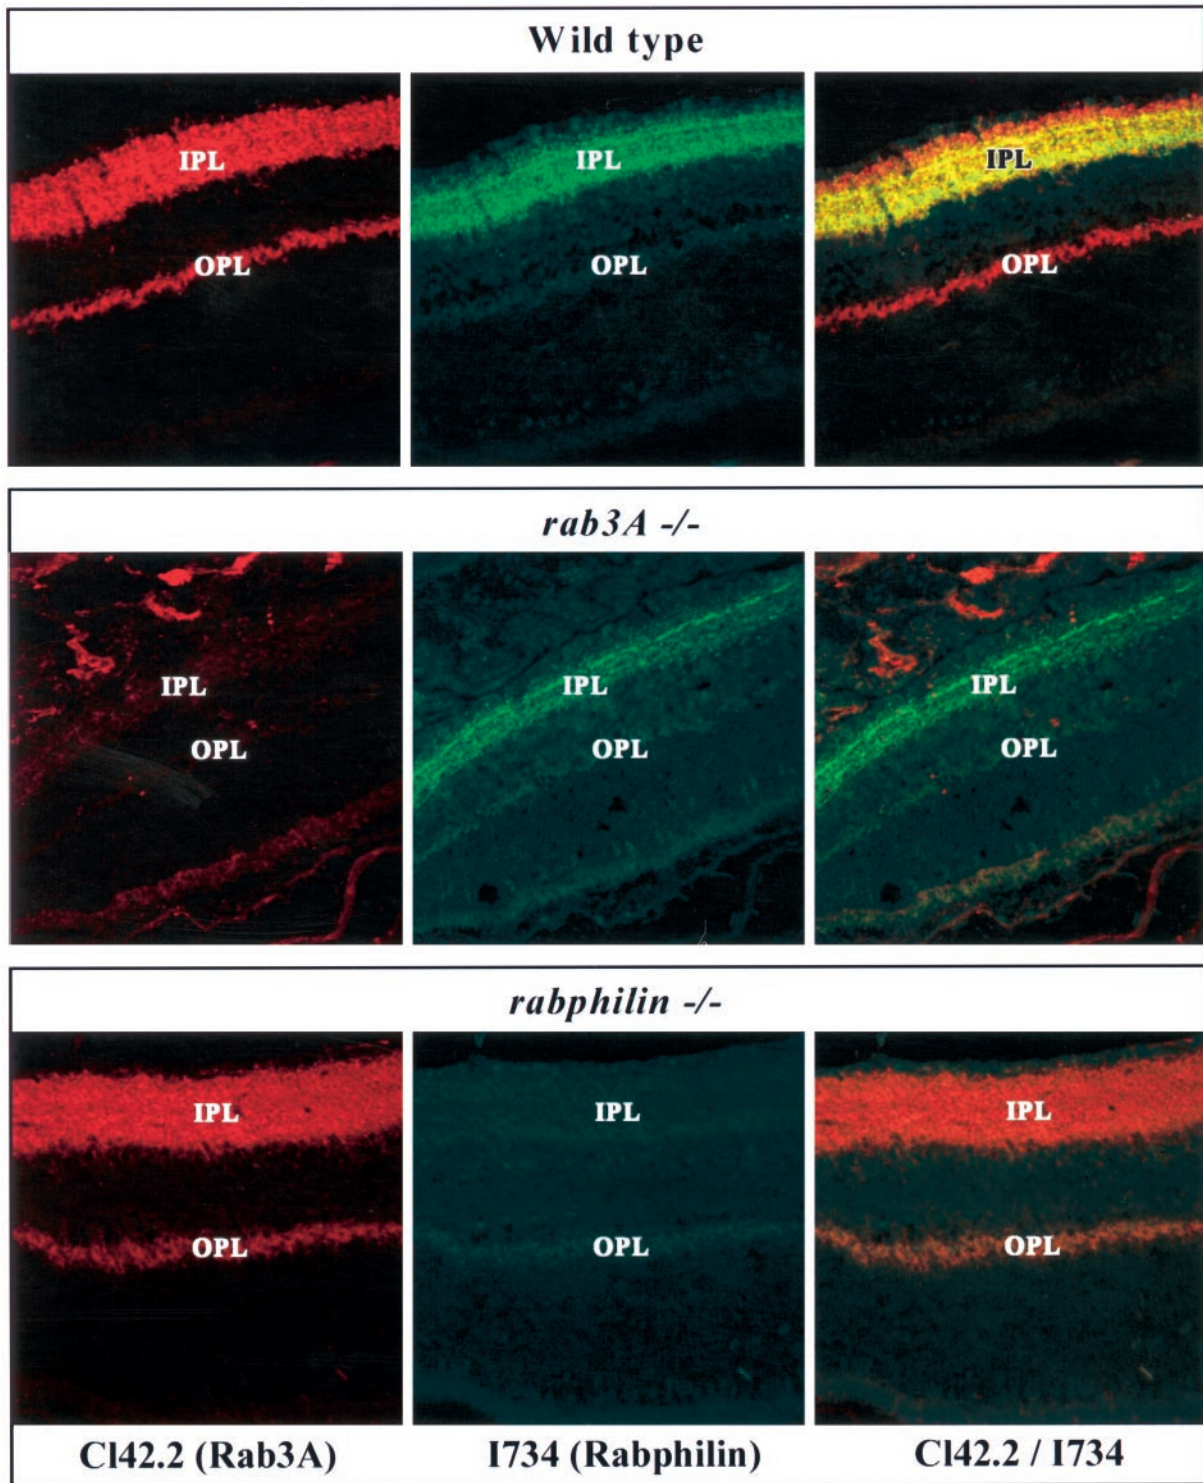 Wild type
IPL IPL IPL
OPL OPL OPL
rab3A -/-
IPL IPL IPL
OPL OPL OPL
rabphilin -/-
IPL IPL IPL
OPL OPL OPL
Cl42.2 (Rab3A) I734 (Rabphilin) Cl42.2 / I734